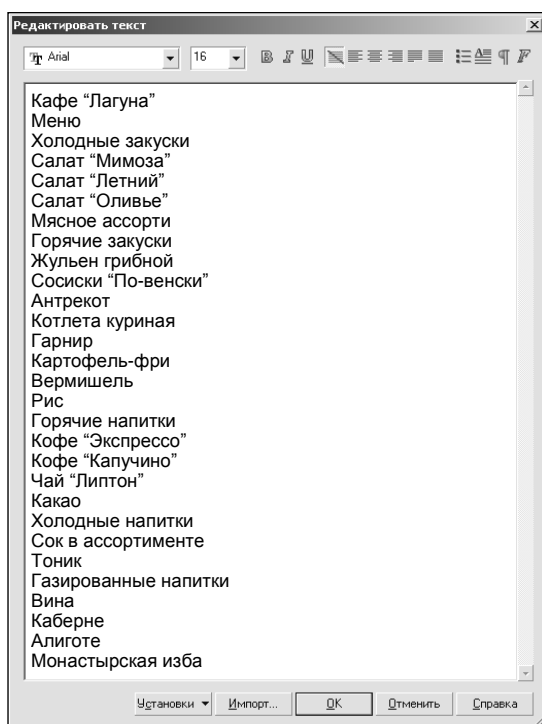 Редактировать текст
Arial 16
Кафе “Лагуна”
Меню
Холодные закуски
Салат “Мимоза”
Салат “Летний”
Салат “Оливье”
Мясное ассорти
Горячие закуски
Жульен грибной
Сосиски “По-венски”
Антрекот
Котлета куриная
Гарнир
Картофель-фри
Вермишель
Рис
Горячие напитки
Кофе “Экспрессо”
Кофе “Капучино”
Чай “Липтон”
Какао
Холодные напитки
Сок в ассортименте
Тоник
Газированные напитки
Вина
Каберне
Алиготе
Монастырская изба
Установки Импорт... OK Отменить Справка